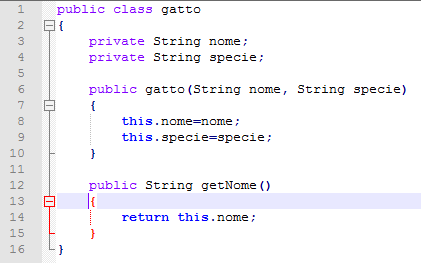 1 public class gatto
2 {
3     private String nome;
4     private String specie;
5
6     public gatto(String nome, String specie)
7     {
8         this.nome=nome;
9         this.specie=specie;
10     }
11
12     public String getNome()
13     {
14         return this.nome;
15     }
16 }